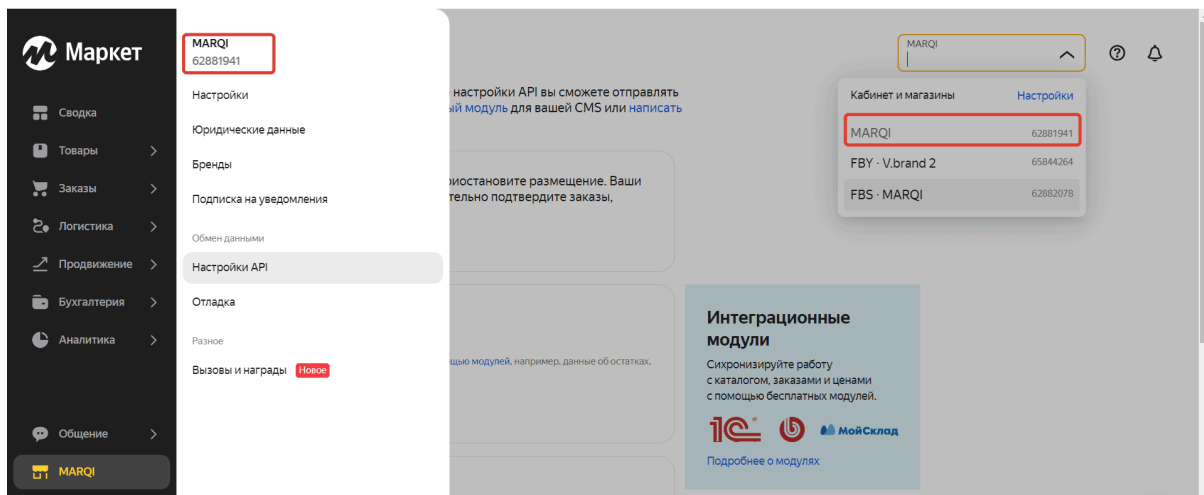 Маркет
Сводка
Товары
Заказы
Логистика
Продвижение
Бухгалтерия
Аналитика
Общение
MARQI
MARQI
62881941
Настройки
Юридические данные
Бренды
Подписка на уведомления
Обмен данными
Настройки API
Отладка
Разное
Вызовы и награды Новое
настройки API вы сможете отправлять
модуль для вашей CMS или написать
риостановите размещение. Ваши
тельно подтвердите заказы,
щью модулей, например, данные об остатках.
MARQI
Кабинет и магазины Настройки
MARQI 62881941
FBY · V.brand 2 65844264
FBS · MARQI 62882078
Интеграционные
модули
Сихронизируйте работу
с каталогом, заказами и ценами
с помощью бесплатных модулей.
1С
МойСклад
Подробнее о модулях